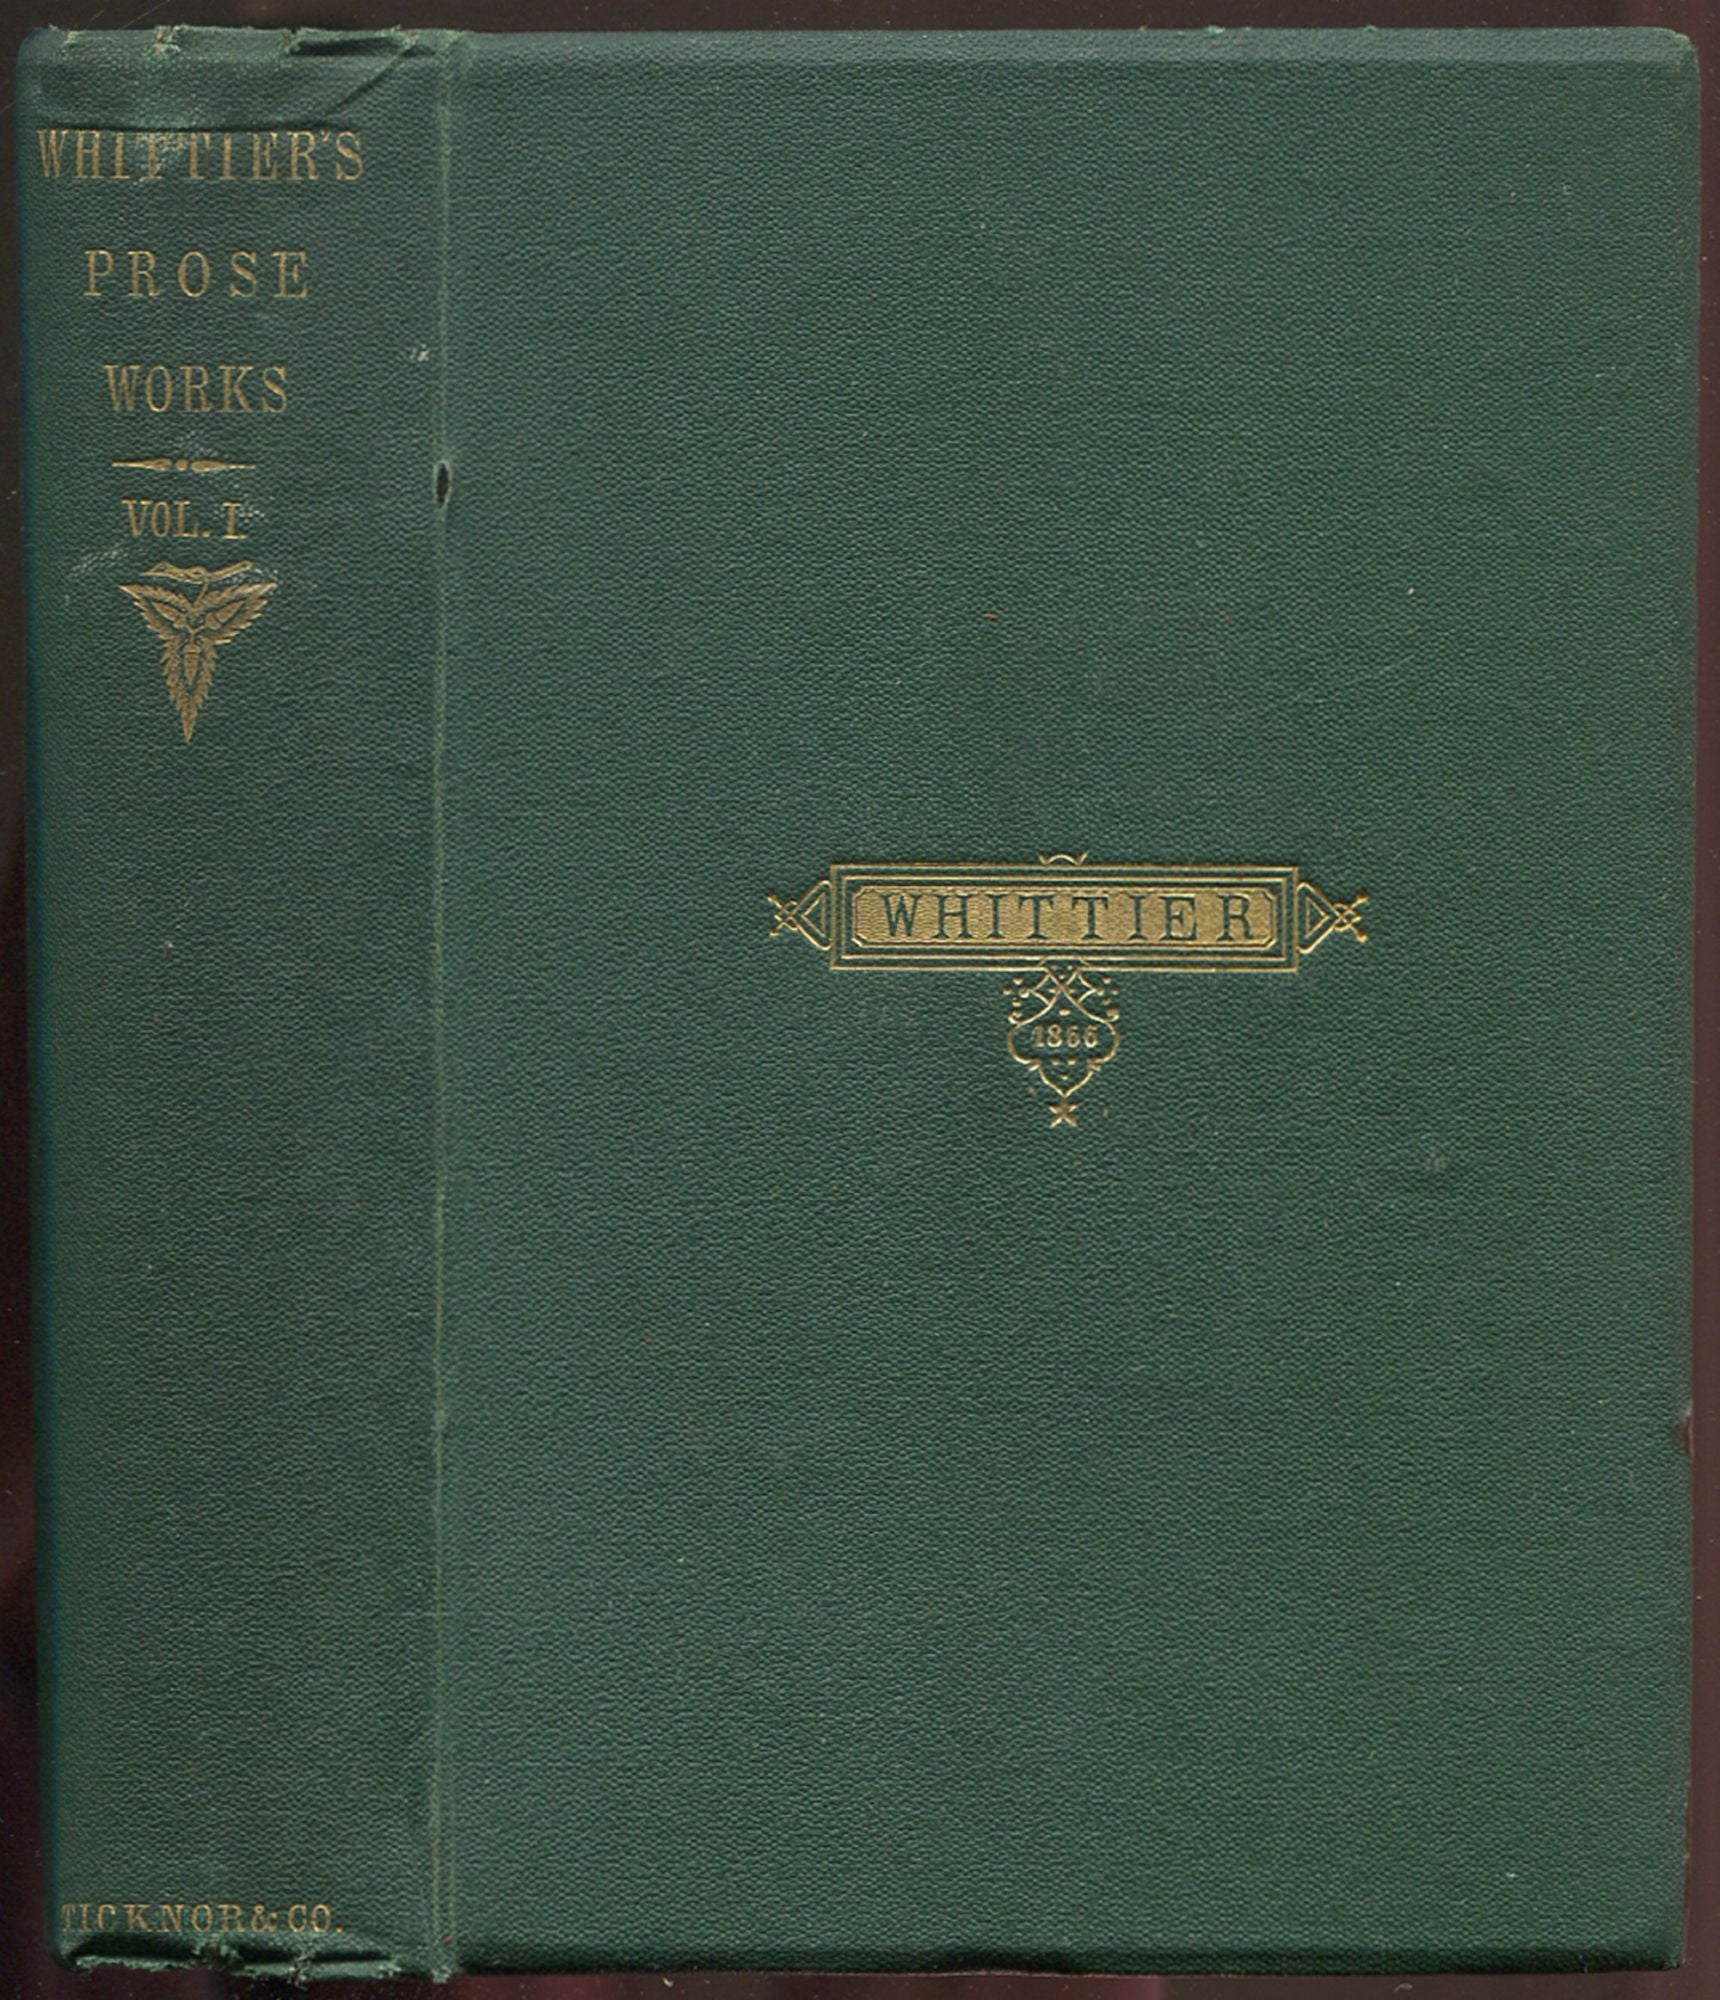 WHITTIER'S
PROSE
WORKS
VOL. I.
TICKNOR & CO.
WHITTIER
1866